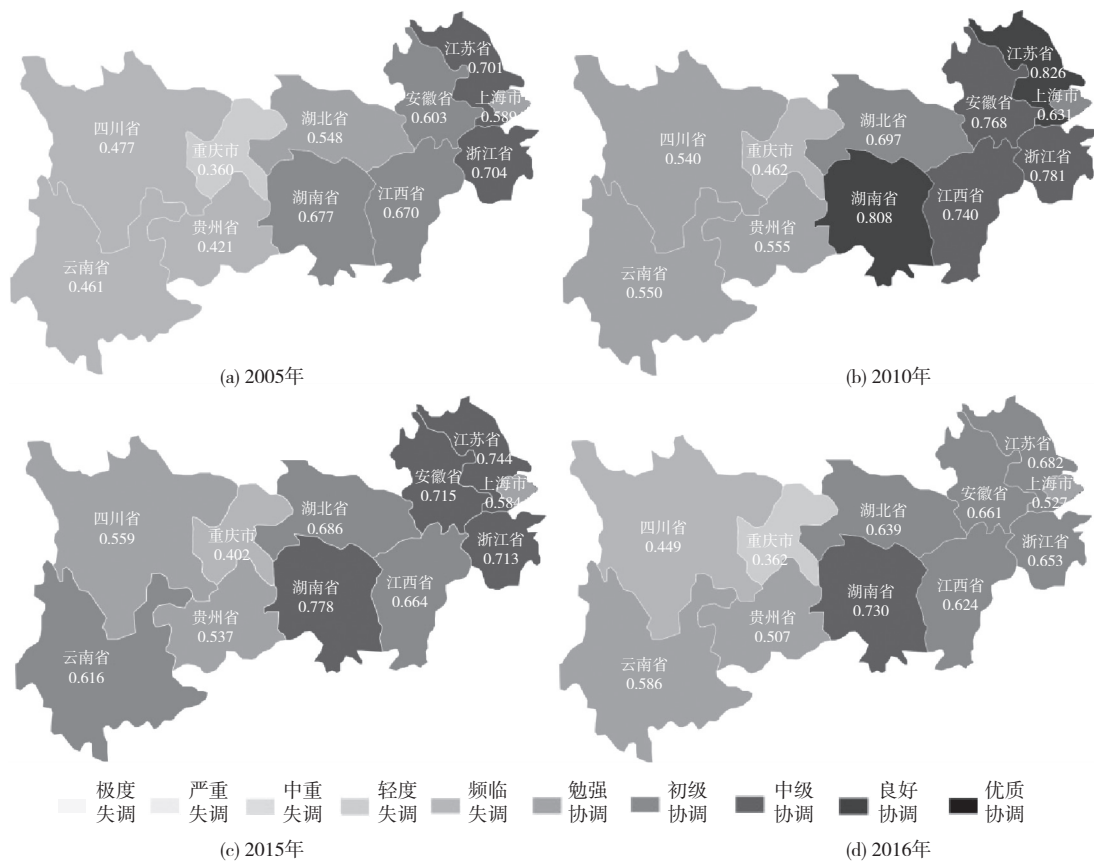 江苏省
0.701
安徽省
0.603
上海市
0.589
四川省
0.477
湖北省
0.548
重庆市
0.360
浙江省
0.704
湖南省
0.677
江西省
0.670
贵州省
0.421
云南省
0.461
(a) 2005年
江苏省
0.826
安徽省
0.768
上海市
0.631
四川省
0.540
湖北省
0.697
重庆市
0.462
浙江省
0.781
湖南省
0.808
江西省
0.740
贵州省
0.555
云南省
0.550
(b) 2010年
江苏省
0.744
安徽省
0.715
上海市
0.584
四川省
0.559
湖北省
0.686
重庆市
0.402
浙江省
0.713
湖南省
0.778
江西省
0.664
贵州省
0.537
云南省
0.616
江苏省
0.682
安徽省
0.661
上海市
0.527
四川省
0.449
湖北省
0.639
重庆市
0.362
浙江省
0.653
湖南省
0.730
江西省
0.624
贵州省
0.507
云南省
0.586
极度 严重 中重 轻度 频临 勉强 初级 中级 良好 优质
失调 失调 失调 失调 失调 协调 协调 协调 协调 协调
(c) 2015年
(d) 2016年